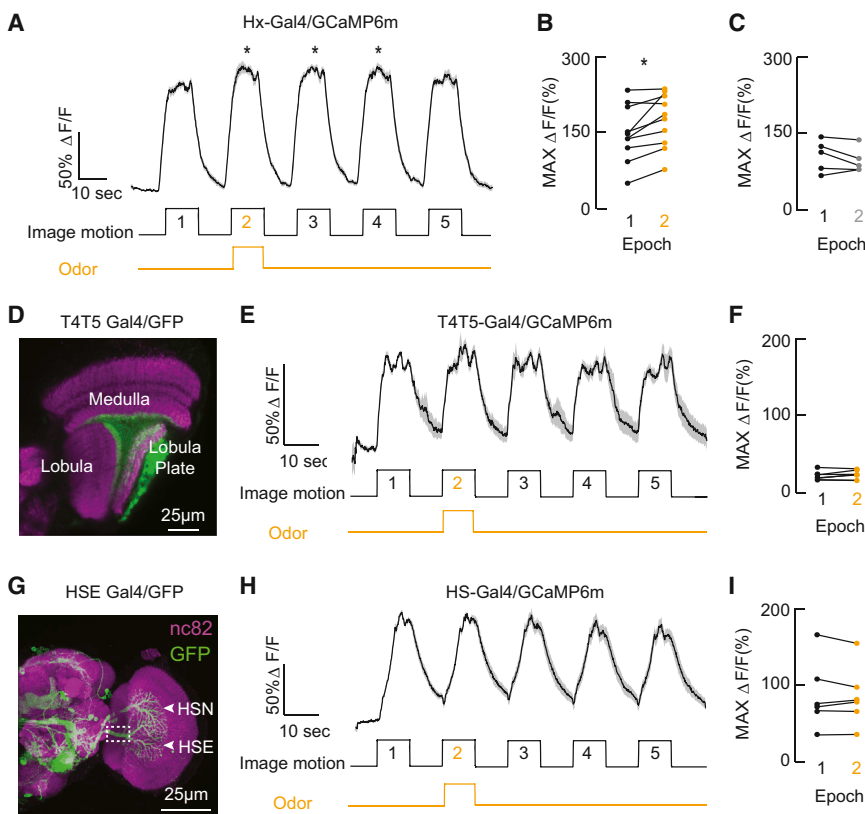 A
Hx-Gal4/GCaMP6m
* * *
50% Δ F/F
10 sec
1 2 3 4 5
Image motion
Odor
B
*
MAX ΔF/F(%)
300
150
0
1 2
Epoch
C
MAX ΔF/F(%)
300
150
0
1 2
Epoch
D
T4T5 Gal4/GFP
Medulla
Lobula
Lobula
Plate
25µm
E
T4T5-Gal4/GCaMP6m
50% Δ F/F
10 sec
1 2 3 4 5
Image motion
Odor
F
MAX ΔF/F(%)
200
100
0
1 2
Epoch
G
HSE Gal4/GFP
nc82
GFP
HSN
HSE
25µm
H
HS-Gal4/GCaMP6m
50% Δ F/F
10 sec
1 2 3 4 5
Image motion
Odor
I
MAX ΔF/F(%)
200
100
0
1 2
Epoch